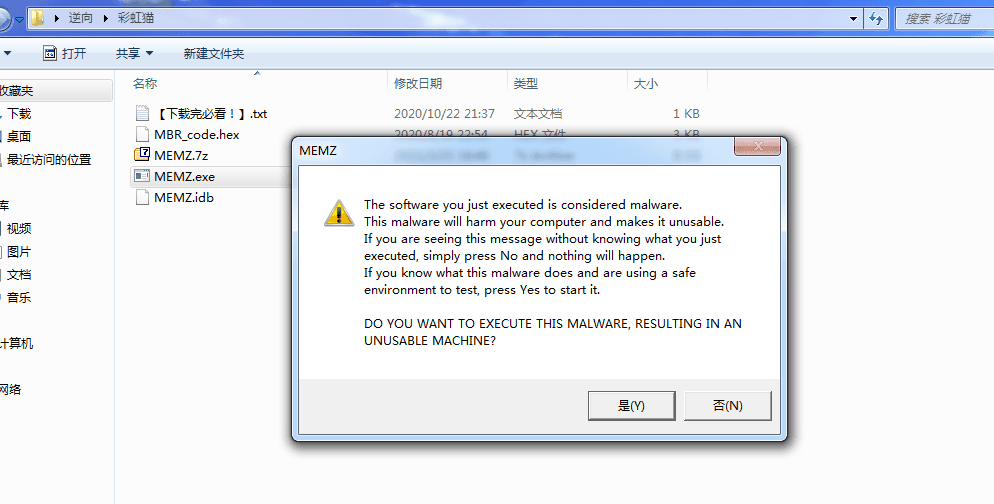 逆向 彩虹猫
搜索 彩虹猫
打开 共享 新建文件夹
名称 修改日期 类型 大小
收藏夹
下载
桌面
最近访问的位置
库
视频
图片
文档
音乐
计算机
网络
【下载完必看！】.txt 2020/10/22 21:37 文本文档 1 KB
MBR_code.hex 2020/8/19 22:54 HEX 文件 3 KB
MEMZ.7z
MEMZ.exe
MEMZ.idb
MEMZ
The software you just executed is considered malware.
This malware will harm your computer and makes it unusable.
If you are seeing this message without knowing what you just
executed, simply press No and nothing will happen.
If you know what this malware does and are using a safe
environment to test, press Yes to start it.
DO YOU WANT TO EXECUTE THIS MALWARE, RESULTING IN AN
UNUSABLE MACHINE?
是(Y) 否(N)